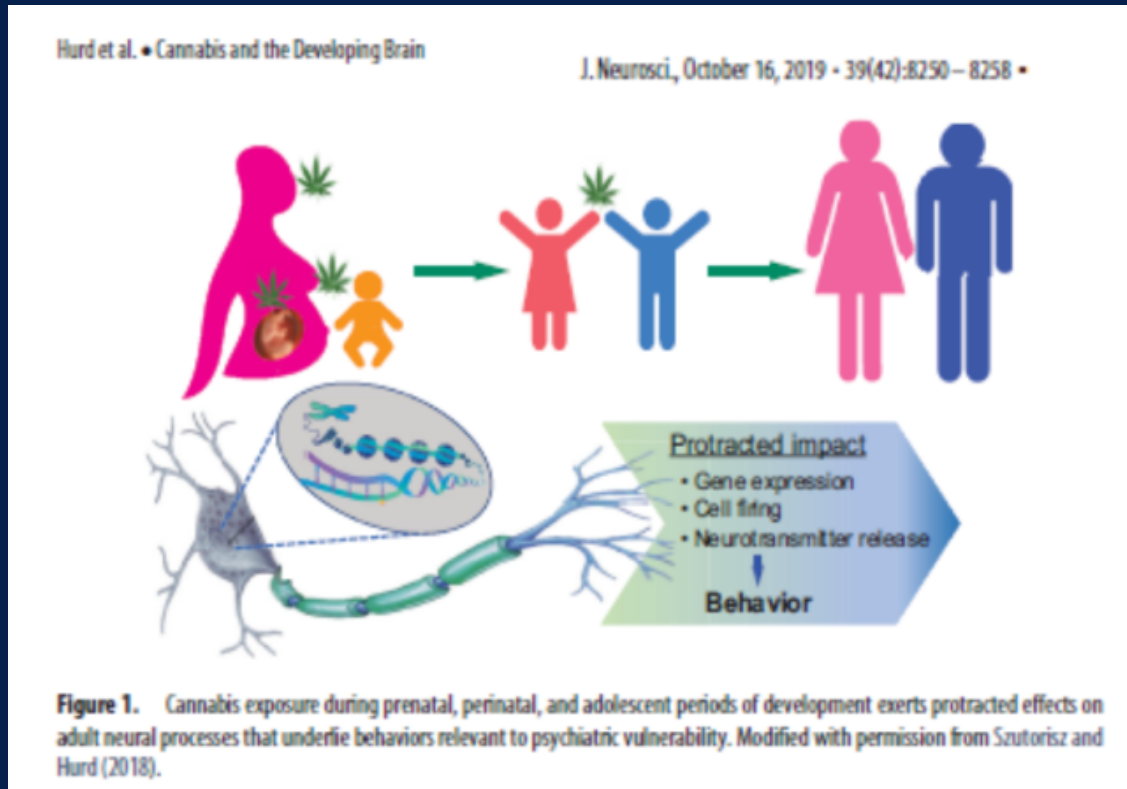 Hurd et al. • Cannabis and the Developing Brain
J. Neurosci., October 16, 2019 • 39(42):8250 – 8258 •
Protracted impact
• Gene expression
• Cell firing
• Neurotransmitter release
Behavior
Figure 1. Cannabis exposure during prenatal, perinatal, and adolescent periods of development exerts protracted effects on
adult neural processes that underlie behaviors relevant to psychiatric vulnerability. Modified with permission from Szutorisz and
Hurd (2018).